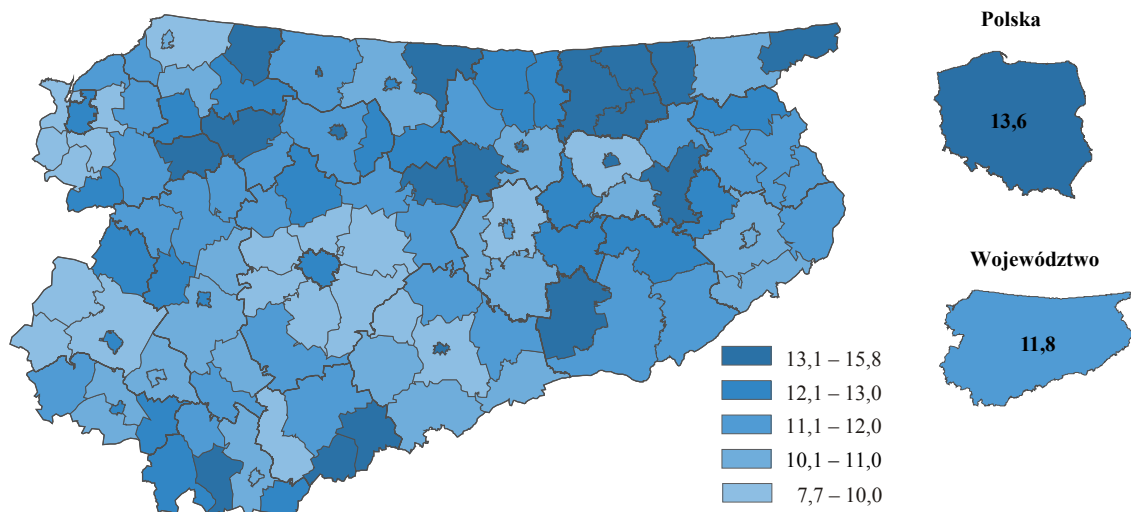 Polska
13,6
Województwo
11,8
13,1 – 15,8
12,1 – 13,0
11,1 – 12,0
10,1 – 11,0
7,7 – 10,0